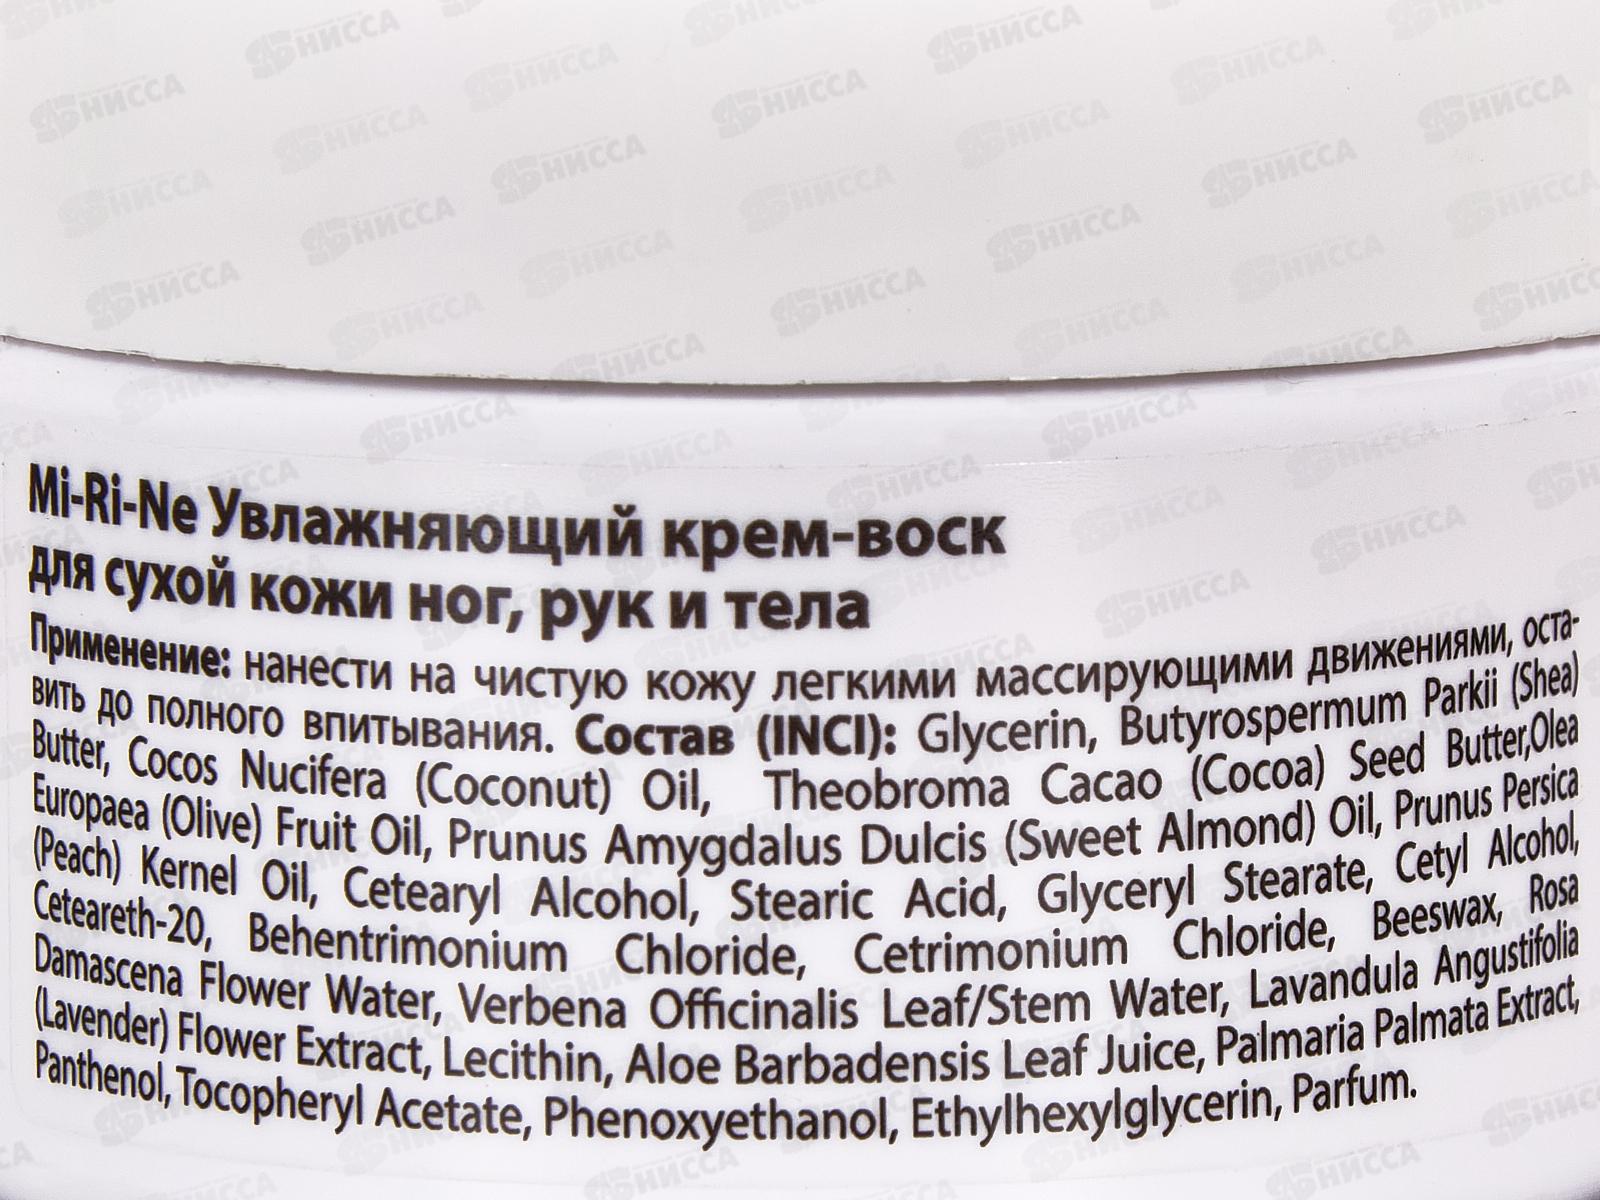 Mi-Ri-Ne Увлажняющий крем-воск
для сухой кожи ног, рук и тела
Применение: нанести на чистую кожу легкими массирующими движениями, оста-
вить до полного впитывания. Состав (INCI): Glycerin, Butyrospermum Parkii (Shea)
Butter, Cocos Nucifera (Coconut) Oil, Theobroma Cacao (Cocoa) Seed Butter,Olea
Europaea (Olive) Fruit Oil, Prunus Amygdalus Dulcis (Sweet Almond) Oil, Prunus Persica
(Peach) Kernel Oil, Cetearyl Alcohol, Stearic Acid, Glyceryl Stearate, Cetyl Alcohol,
Ceteareth-20, Behentrimonium Chloride, Cetrimonium Chloride, Beeswax, Rosa
Damascena Flower Water, Verbena Officinalis Leaf/Stem Water, Lavandula Angustifolia
(Lavender) Flower Extract, Lecithin, Aloe Barbadensis Leaf Juice, Palmaria Palmata Extract,
Panthenol, Tocopheryl Acetate, Phenoxyethanol, Ethylhexylglycerin, Parfum.